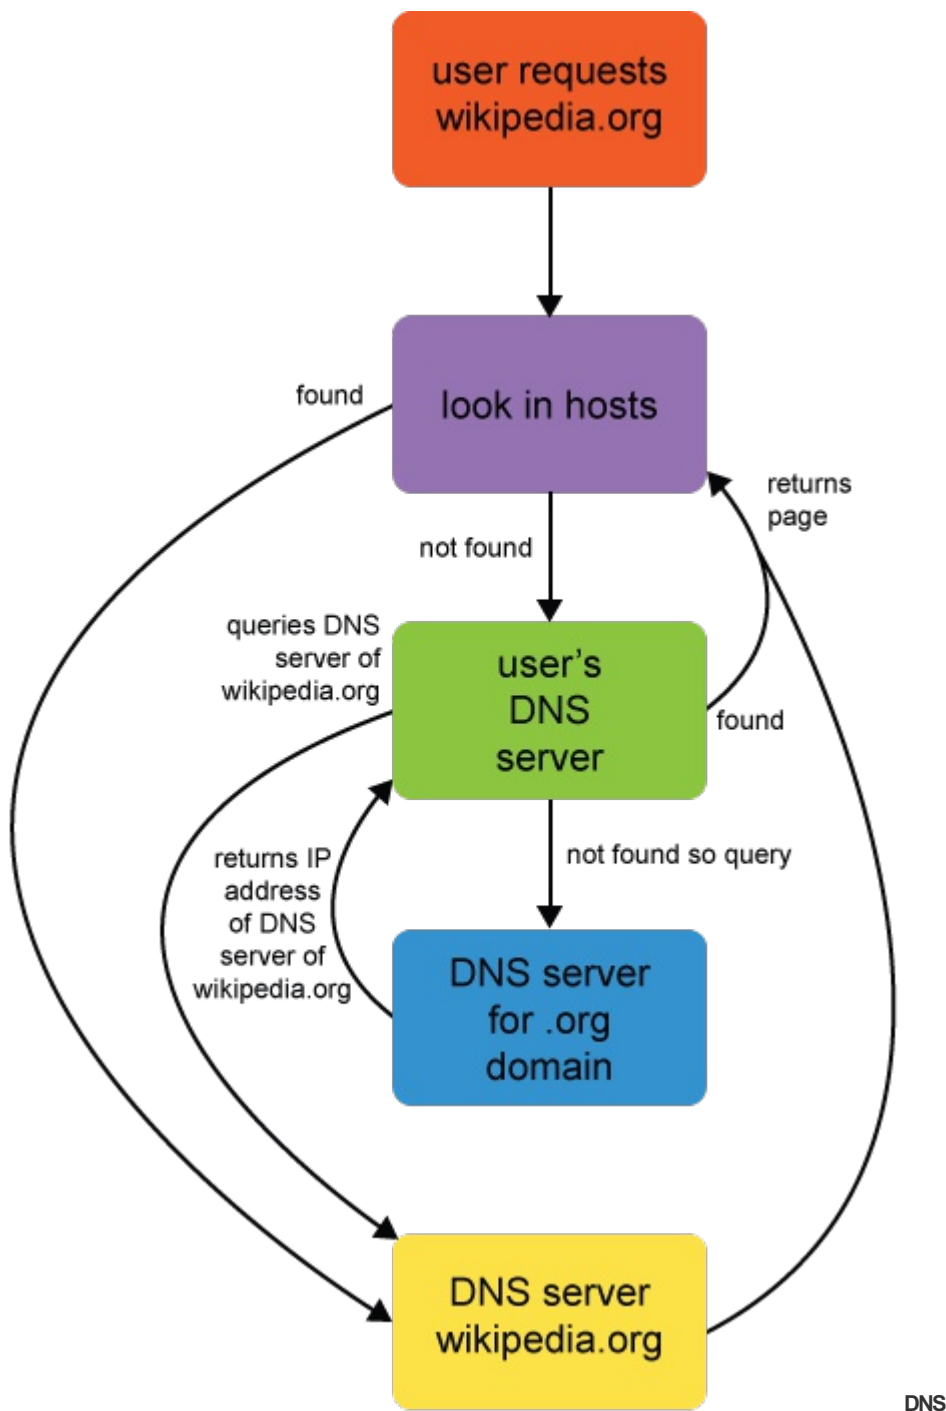 user requests
wikipedia.org
found
look in hosts
returns
page
not found
queries DNS
server of
wikipedia.org
user's
DNS
server
found
returns IP
address
of DNS
server of
wikipedia.org
not found so query
DNS server
for .org
domain
DNS server
wikipedia.org
DNS